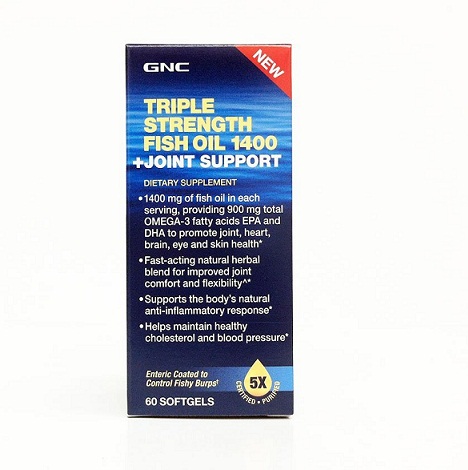 GNC
NEW
TRIPLE
STRENGTH
FISH OIL 1400
+JOINT SUPPORT
DIETARY SUPPLEMENT
•1400 mg of fish oil in each
serving, providing 900 mg total
OMEGA-3 fatty acids EPA and
DHA to promote joint, heart,
brain, eye and skin health*
•Fast-acting natural herbal
blend for improved joint
comfort and flexibility^*
•Supports the body's natural
anti-inflammatory response*
•Helps maintain healthy
cholesterol and blood pressure*
Enteric Coated to
Control Fishy Burps†
5X
CERTIFIED • PURIFIED
60 SOFTGELS